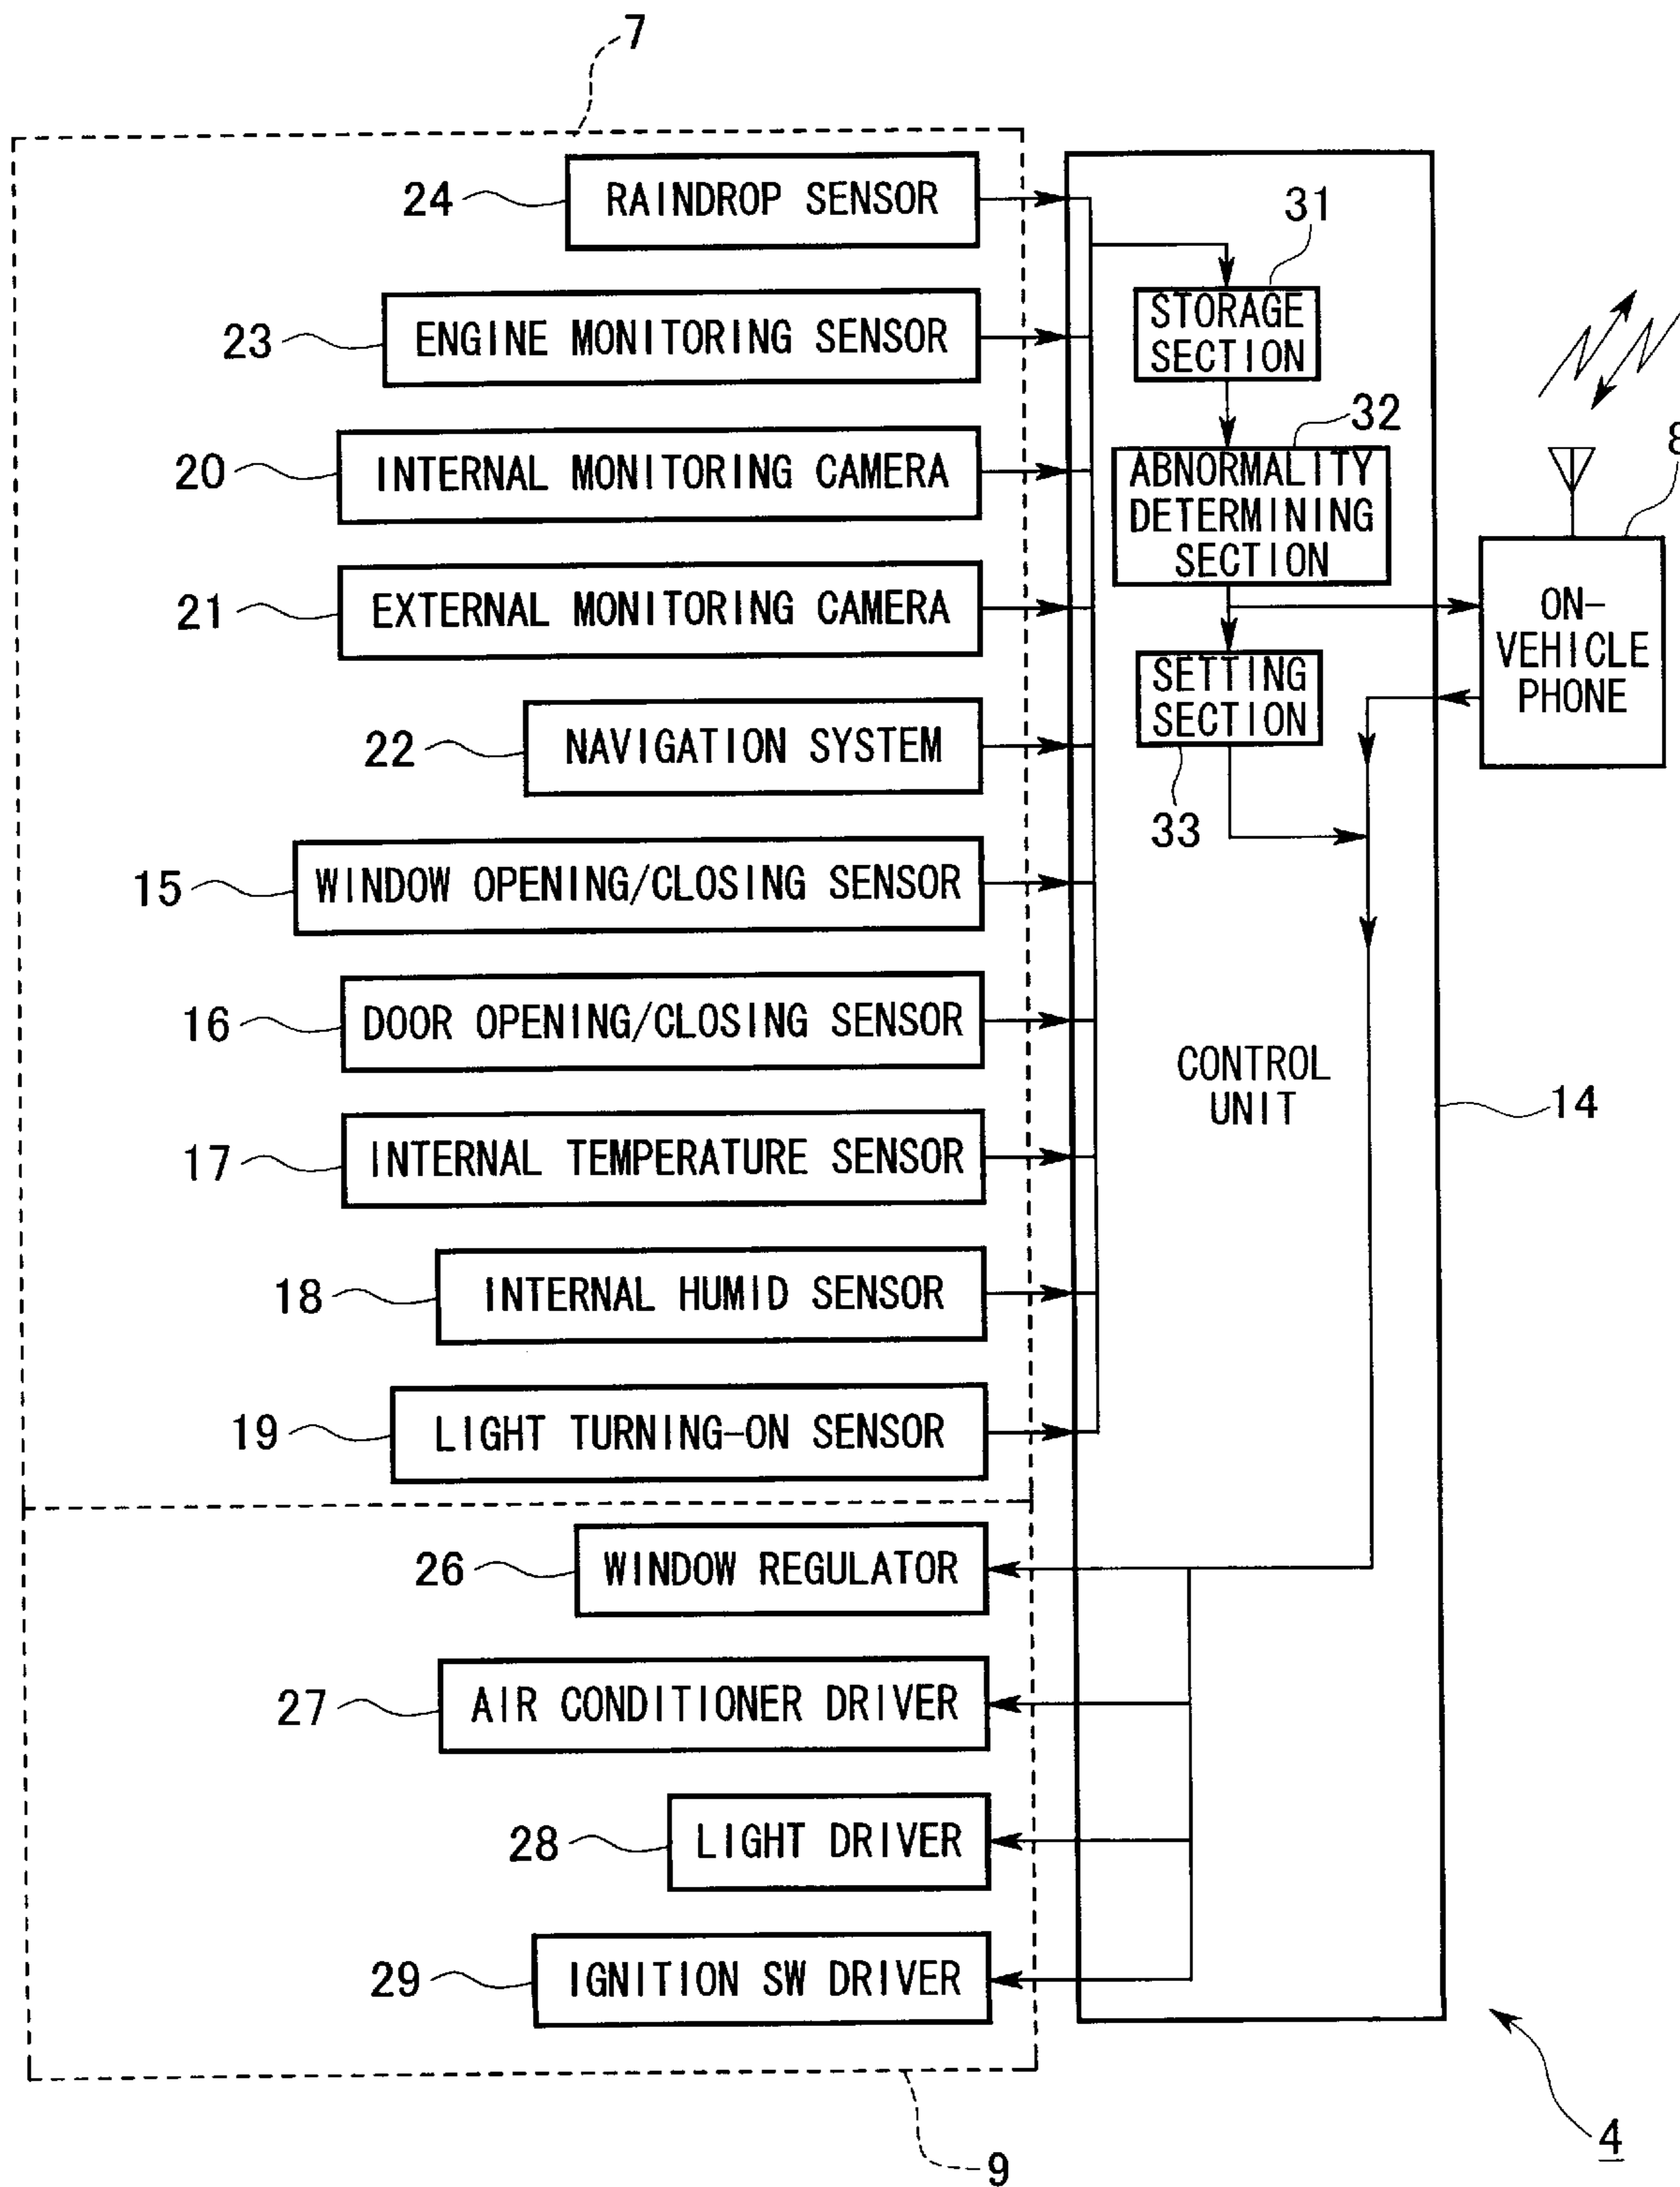 7
24 RAINDROP SENSOR
31
STORAGE
SECTION
23 ENGINE MONITORING SENSOR
32
20 INTERNAL MONITORING CAMERA
ABNORMALITY
DETERMINING
SECTION
8
21 EXTERNAL MONITORING CAMERA
ON-
VEHICLE
PHONE
SETTING
SECTION
22 NAVIGATION SYSTEM
33
15 WINDOW OPENING/CLOSING SENSOR
16 DOOR OPENING/CLOSING SENSOR
CONTROL
UNIT
14
17 INTERNAL TEMPERATURE SENSOR
18 INTERNAL HUMID SENSOR
19 LIGHT TURNING-ON SENSOR
26 WINDOW REGULATOR
27 AIR CONDITIONER DRIVER
28 LIGHT DRIVER
29 IGNITION SW DRIVER
4
9